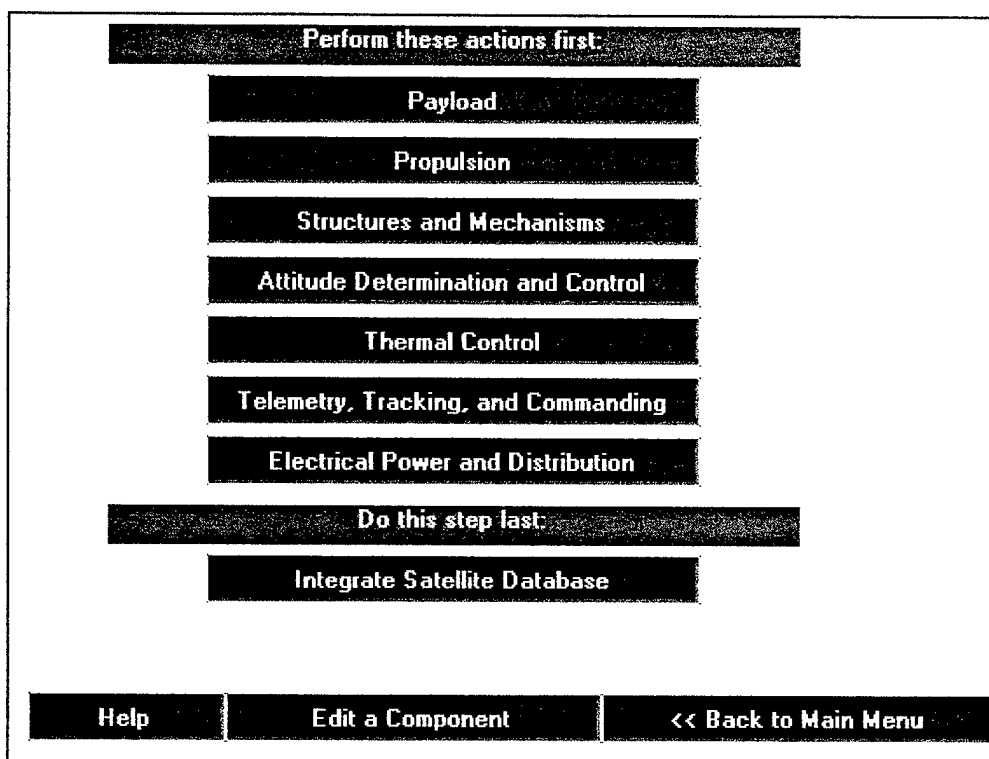 Perform these actions first:
Payload
Propulsion
Structures and Mechanisms
Attitude Determination and Control
Thermal Control
Telemetry, Tracking, and Commanding
Electrical Power and Distribution
Do this step last:
Integrate Satellite Database
Help
Edit a Component
<< Back to Main Menu